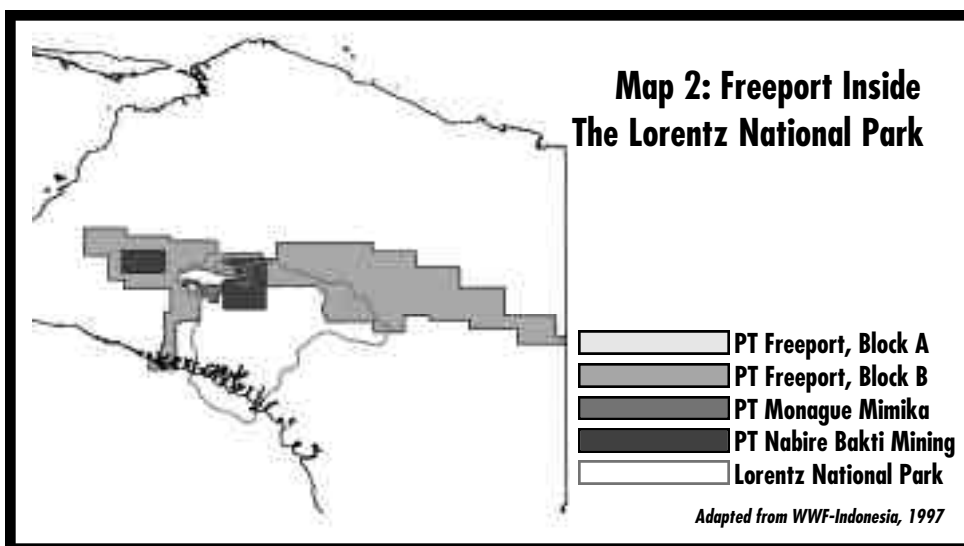 Map 2: Freeport Inside
The Lorentz National Park
PT Freeport, Block A
PT Freeport, Block B
PT Monague Mimika
PT Nabire Bakti Mining
Lorentz National Park
Adapted from WWF-Indonesia, 1997